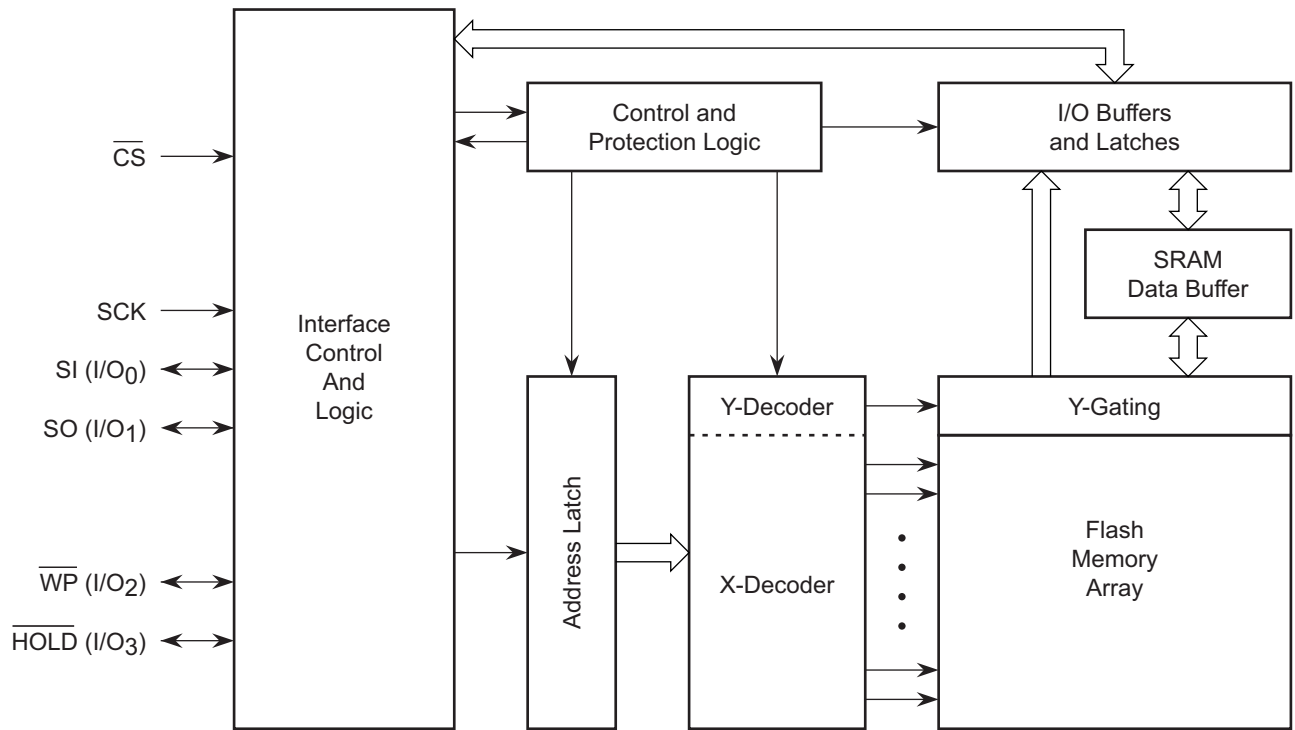 CS
SCK
SI (I/O0)
SO (I/O1)
WP (I/O2)
HOLD (I/O3)
Interface
Control
And
Logic
Control and
Protection Logic
I/O Buffers
and Latches
SRAM
Data Buffer
Address Latch
Y-Decoder
X-Decoder
Y-Gating
Flash
Memory
Array